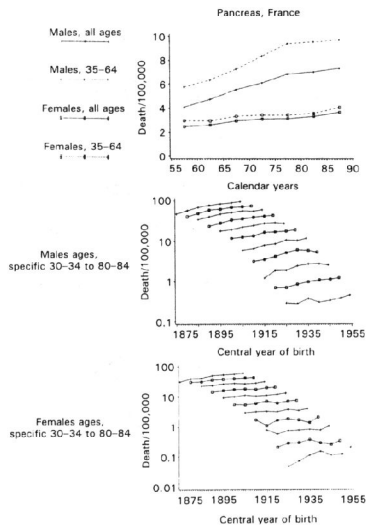 Pancreas, France
Males, all ages
Males, 35–64
Females, all ages
Females, 35–64
Death/100,000
10
8
6
4
2
0
55 60 65 70 75 80 85 90
Calendar years
Males ages,
specific 30–34 to 80–84
Death/100,000
100
10
1
0.1
1875 1895 1915 1935 1955
Central year of birth
Females ages,
specific 30–34 to 80–84
Death/100,000
100
10
1
0.1
0.01
1875 1895 1915 1935 1955
Central year of birth